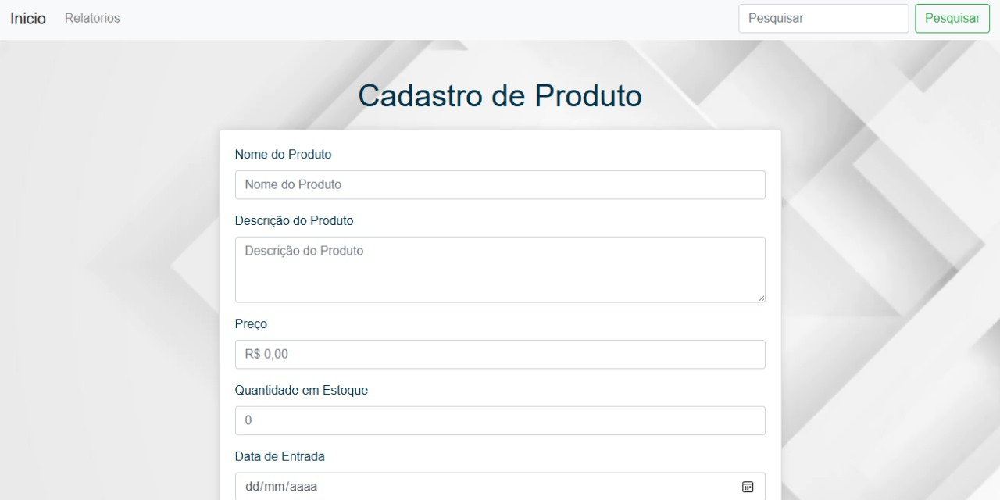 Inicio Relatorios Pesquisar Pesquisar
Cadastro de Produto
Nome do Produto
Nome do Produto
Descrição do Produto
Descrição do Produto
Preço
R$ 0,00
Quantidade em Estoque
0
Data de Entrada
dd/mm/aaaa